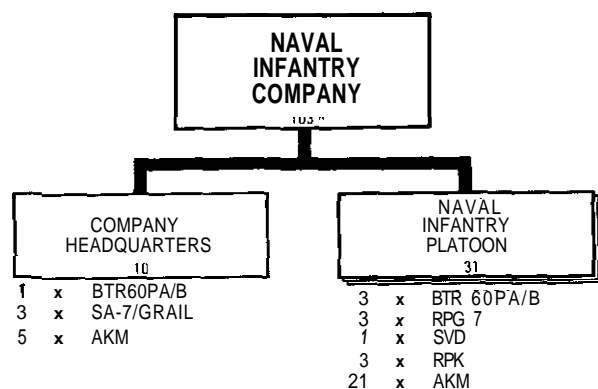 NAVAL
INFANTRY
COMPANY
103 *
COMPANY
HEADQUARTERS
10
1 x BTR60PA/B
3 x SA-7/GRAIL
5 x AKM
NAVAL
INFANTRY
PLATOON
31
3 x BTR 60PA/B
3 x RPG 7
1 x SVD
3 x RPK
21 x AKM